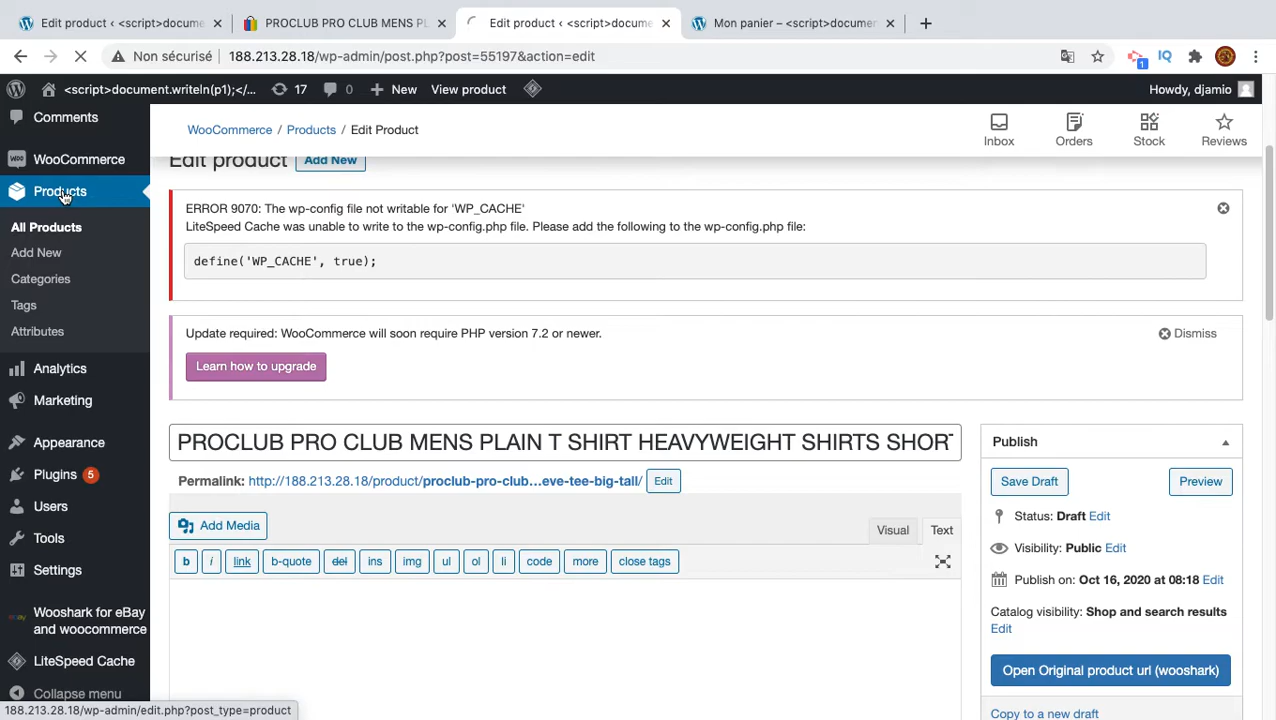 Edit product ‹ <script>docume
PROCLUB PRO CLUB MENS PL
Edit product ‹ <script>docume
Mon panier – <script>documen
Non sécurisé
188.213.28.18/wp-admin/post.php?post=55197&action=edit
1
IQ
<script>document.writeln(p1);</...
17
0
New
View product
Howdy, djamio
Comments
WooCommerce
Products
All Products
Add New
Categories
Tags
Attributes
Analytics
Marketing
Appearance
Plugins 5
Users
Tools
Settings
Wooshark for eBay
and woocommerce
LiteSpeed Cache
Collapse menu
188.213.28.18/wp-admin/edit.php?post_type=product
WooCommerce / Products / Edit Product
Inbox
Orders
Stock
Reviews
Edit product
Add New
ERROR 9070: The wp-config file not writable for 'WP_CACHE'
LiteSpeed Cache was unable to write to the wp-config.php file. Please add the following to the wp-config.php file:
define('WP_CACHE', true);
Update required: WooCommerce will soon require PHP version 7.2 or newer.
Dismiss
Learn how to upgrade
PROCLUB PRO CLUB MENS PLAIN T SHIRT HEAVYWEIGHT SHIRTS SHORT
Permalink: http://188.213.28.18/product/proclub-pro-club...eve-tee-big-tall/
Edit
Add Media
Visual
Text
b
i
link
b-quote
del
ins
img
ul
ol
li
code
more
close tags
Publish
Save Draft
Preview
Status: Draft Edit
Visibility: Public Edit
Publish on: Oct 16, 2020 at 08:18 Edit
Catalog visibility: Shop and search results
Edit
Open Original product url (wooshark)
Copy to a new draft